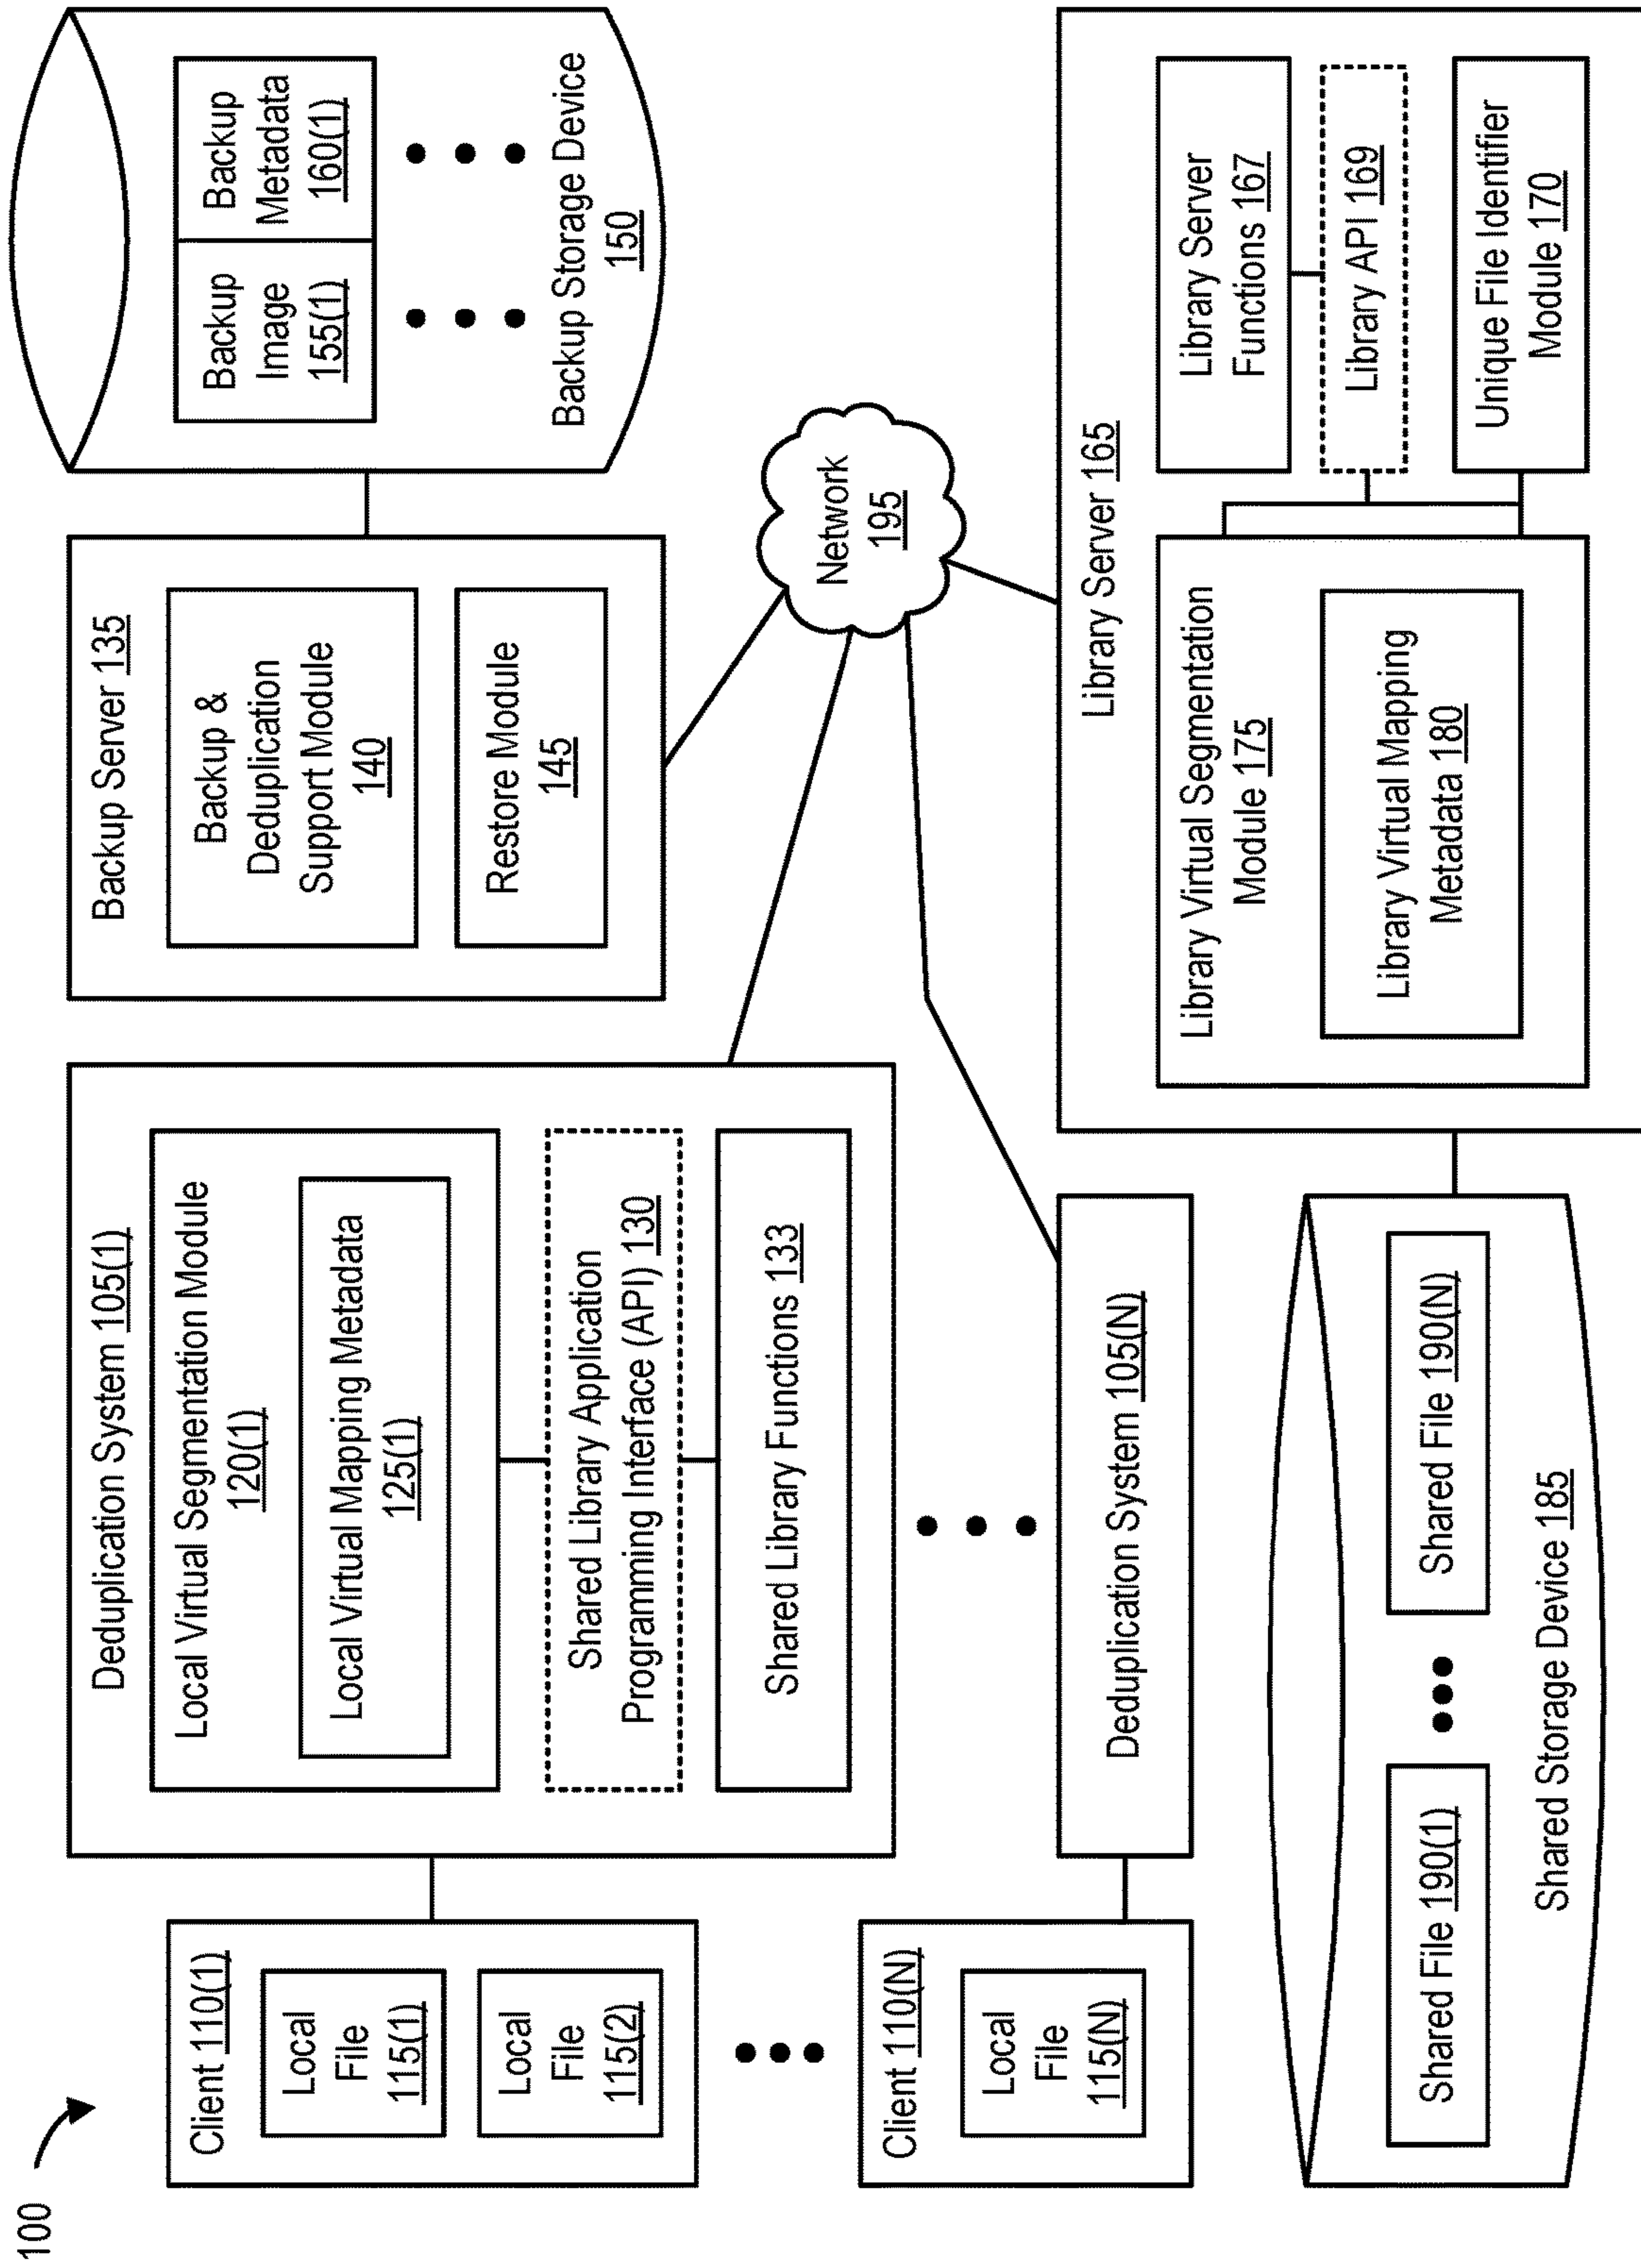 100
Client 110(1)
Local
File
115(1)
Local
File
115(2)
Client 110(N)
Local
File
115(N)
Deduplication System 105(1)
Local Virtual Segmentation Module
120(1)
Local Virtual Mapping Metadata
125(1)
Shared Library Application
Programming Interface (API) 130
Shared Library Functions 133
Deduplication System 105(N)
Backup Server 135
Backup &
Deduplication
Support Module
140
Restore Module
145
Backup
Image
155(1)
Backup
Metadata
160(1)
Backup Storage Device
150
Network
195
Shared File 190(1)
Shared File 190(N)
Shared Storage Device 185
Library Server 165
Library Virtual Segmentation
Module 175
Library Virtual Mapping
Metadata 180
Library Server
Functions 167
Library API 169
Unique File Identifier
Module 170